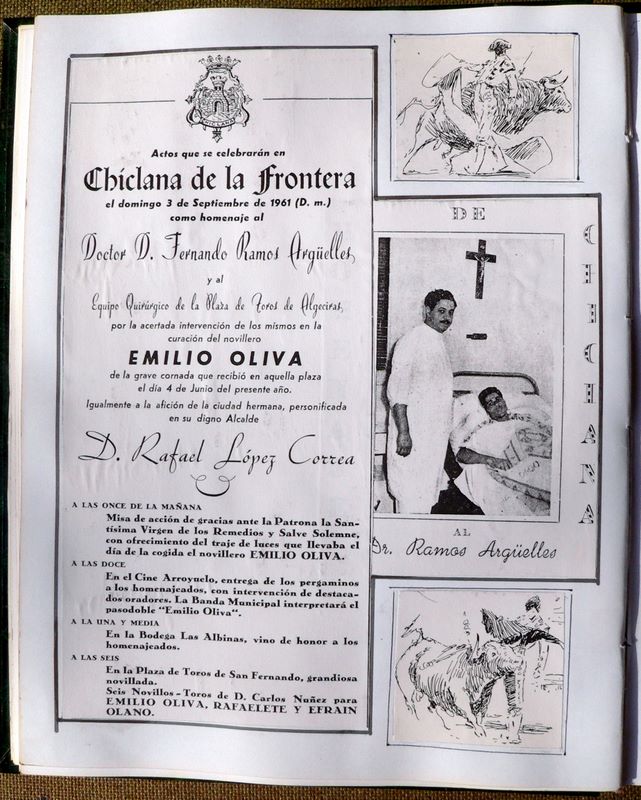 Actos que se celebrarán en
Chiclana de la Frontera
el domingo 3 de Septiembre de 1961 (D. m.)
como homenaje al
Doctor D. Fernando Ramos Argüelles,
y al
Equipo Quirúrgico de la Plaza de Toros de Algeciras,
por la acertada intervención de los mismos en la
curación del novillero
EMILIO OLIVA
de la grave cornada que recibió en aquella plaza
el día 4 de Junio del presente año.
Igualmente a la afición de la ciudad hermana, personificada
en su digno Alcalde
D. Rafael López Correa
A LAS ONCE DE LA MAÑANA
Misa de acción de gracias ante la Patrona la San-
tísima Virgen de los Remedios y Salve Solemne,
con ofrecimiento del traje de luces que llevaba el
día de la cogida el novillero EMILIO OLIVA.
A LAS DOCE
En el Cine Arroyuelo, entrega de los pergaminos
a los homenajeados, con intervención de destaca-
dos oradores. La Banda Municipal interpretará el
pasodoble "Emilio Oliva".
A LA UNA Y MEDIA
En la Bodega Las Albinas, vino de honor a los
homenajeados.
A LAS SEIS
En la Plaza de Toros de San Fernando, grandiosa
novillada.
Seis Novillos-Toros de D. Carlos Nuñez para
EMILIO OLIVA, RAFAELETE Y EFRAIN
OLANO.
DE
CHICLANA
AL
Dr. Ramos Argüelles